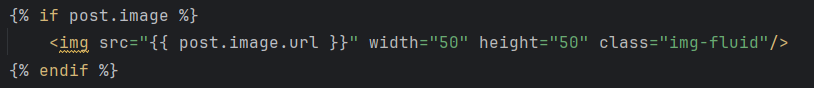 {% if post.image %}
<img src="{{ post.image.url }}" width="50" height="50" class="img-fluid"/>
{% endif %}